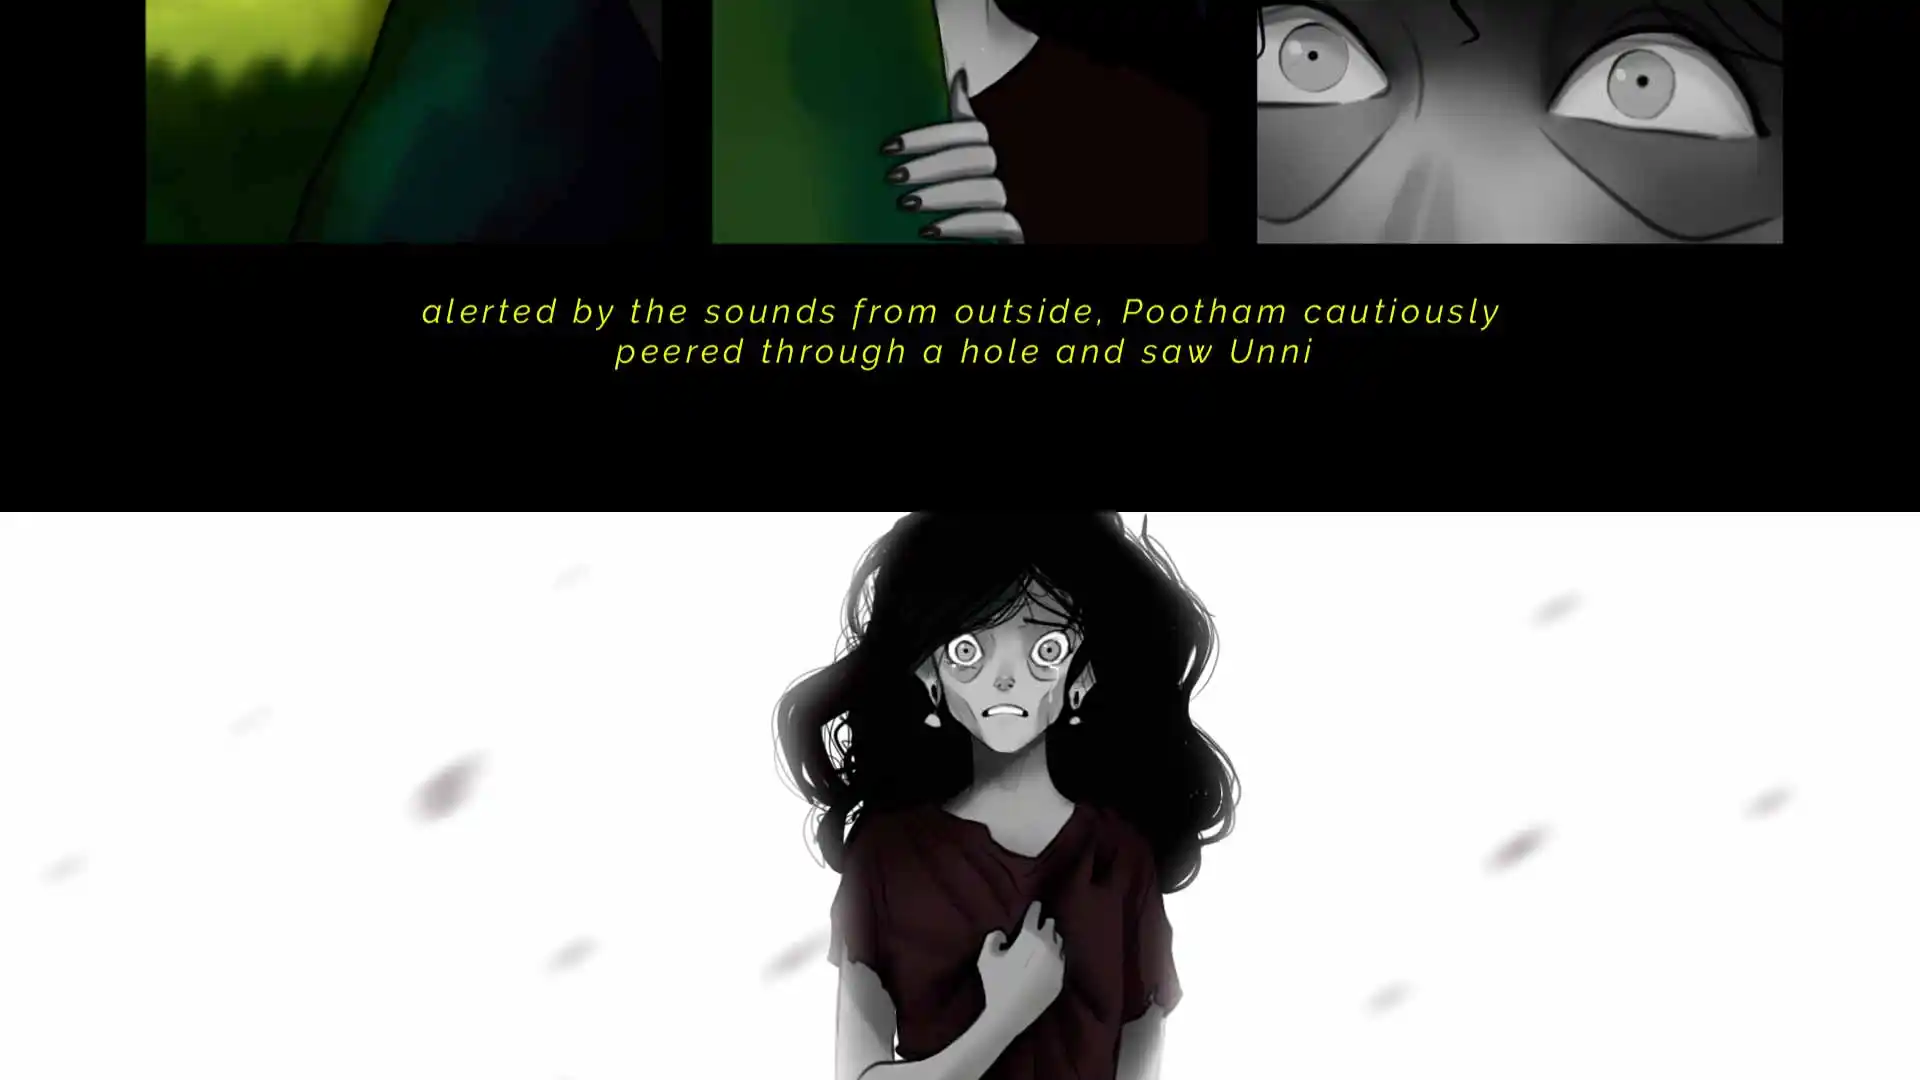 alerted by the sounds from outside, Pootham cautiously
peered through a hole and saw Unni